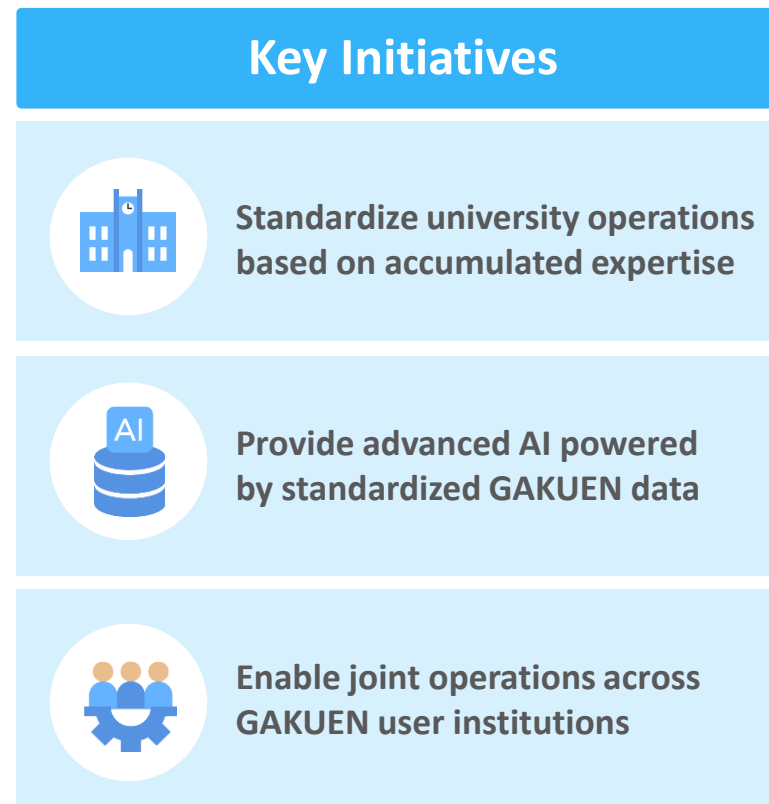 Key Initiatives
Standardize university operations
based on accumulated expertise
AI
Provide advanced AI powered
by standardized GAKUEN data
Enable joint operations across
GAKUEN user institutions